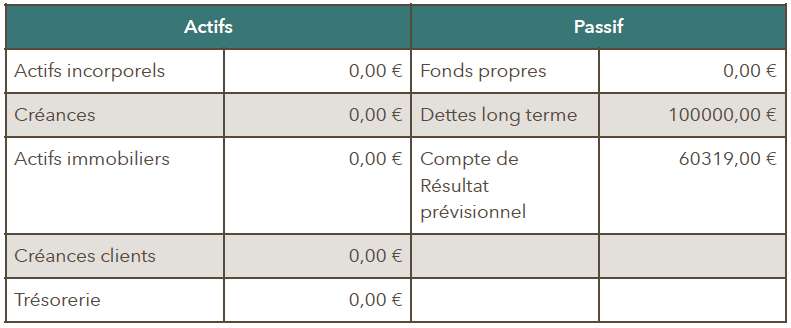 Actifs Passif
Actifs incorporels 0,00 € Fonds propres 0,00 €
Créances 0,00 € Dettes long terme 100000,00 €
Actifs immobiliers 0,00 € Compte de 60319,00 €
Résultat
prévisionnel
Créances clients 0,00 €
Trésorerie 0,00 €